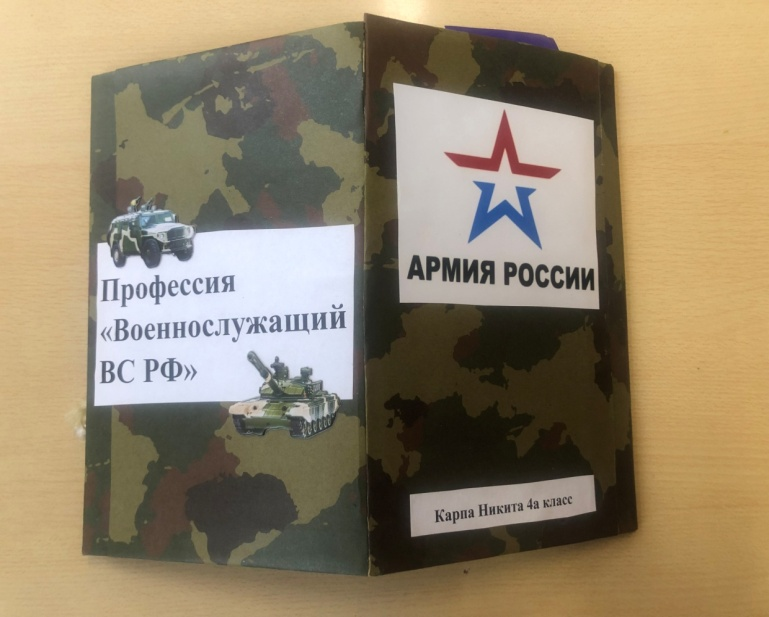 Профессия
«Военнослужащий
ВС РФ»
АРМИЯ РОССИИ
Карпа Никита 4а класс